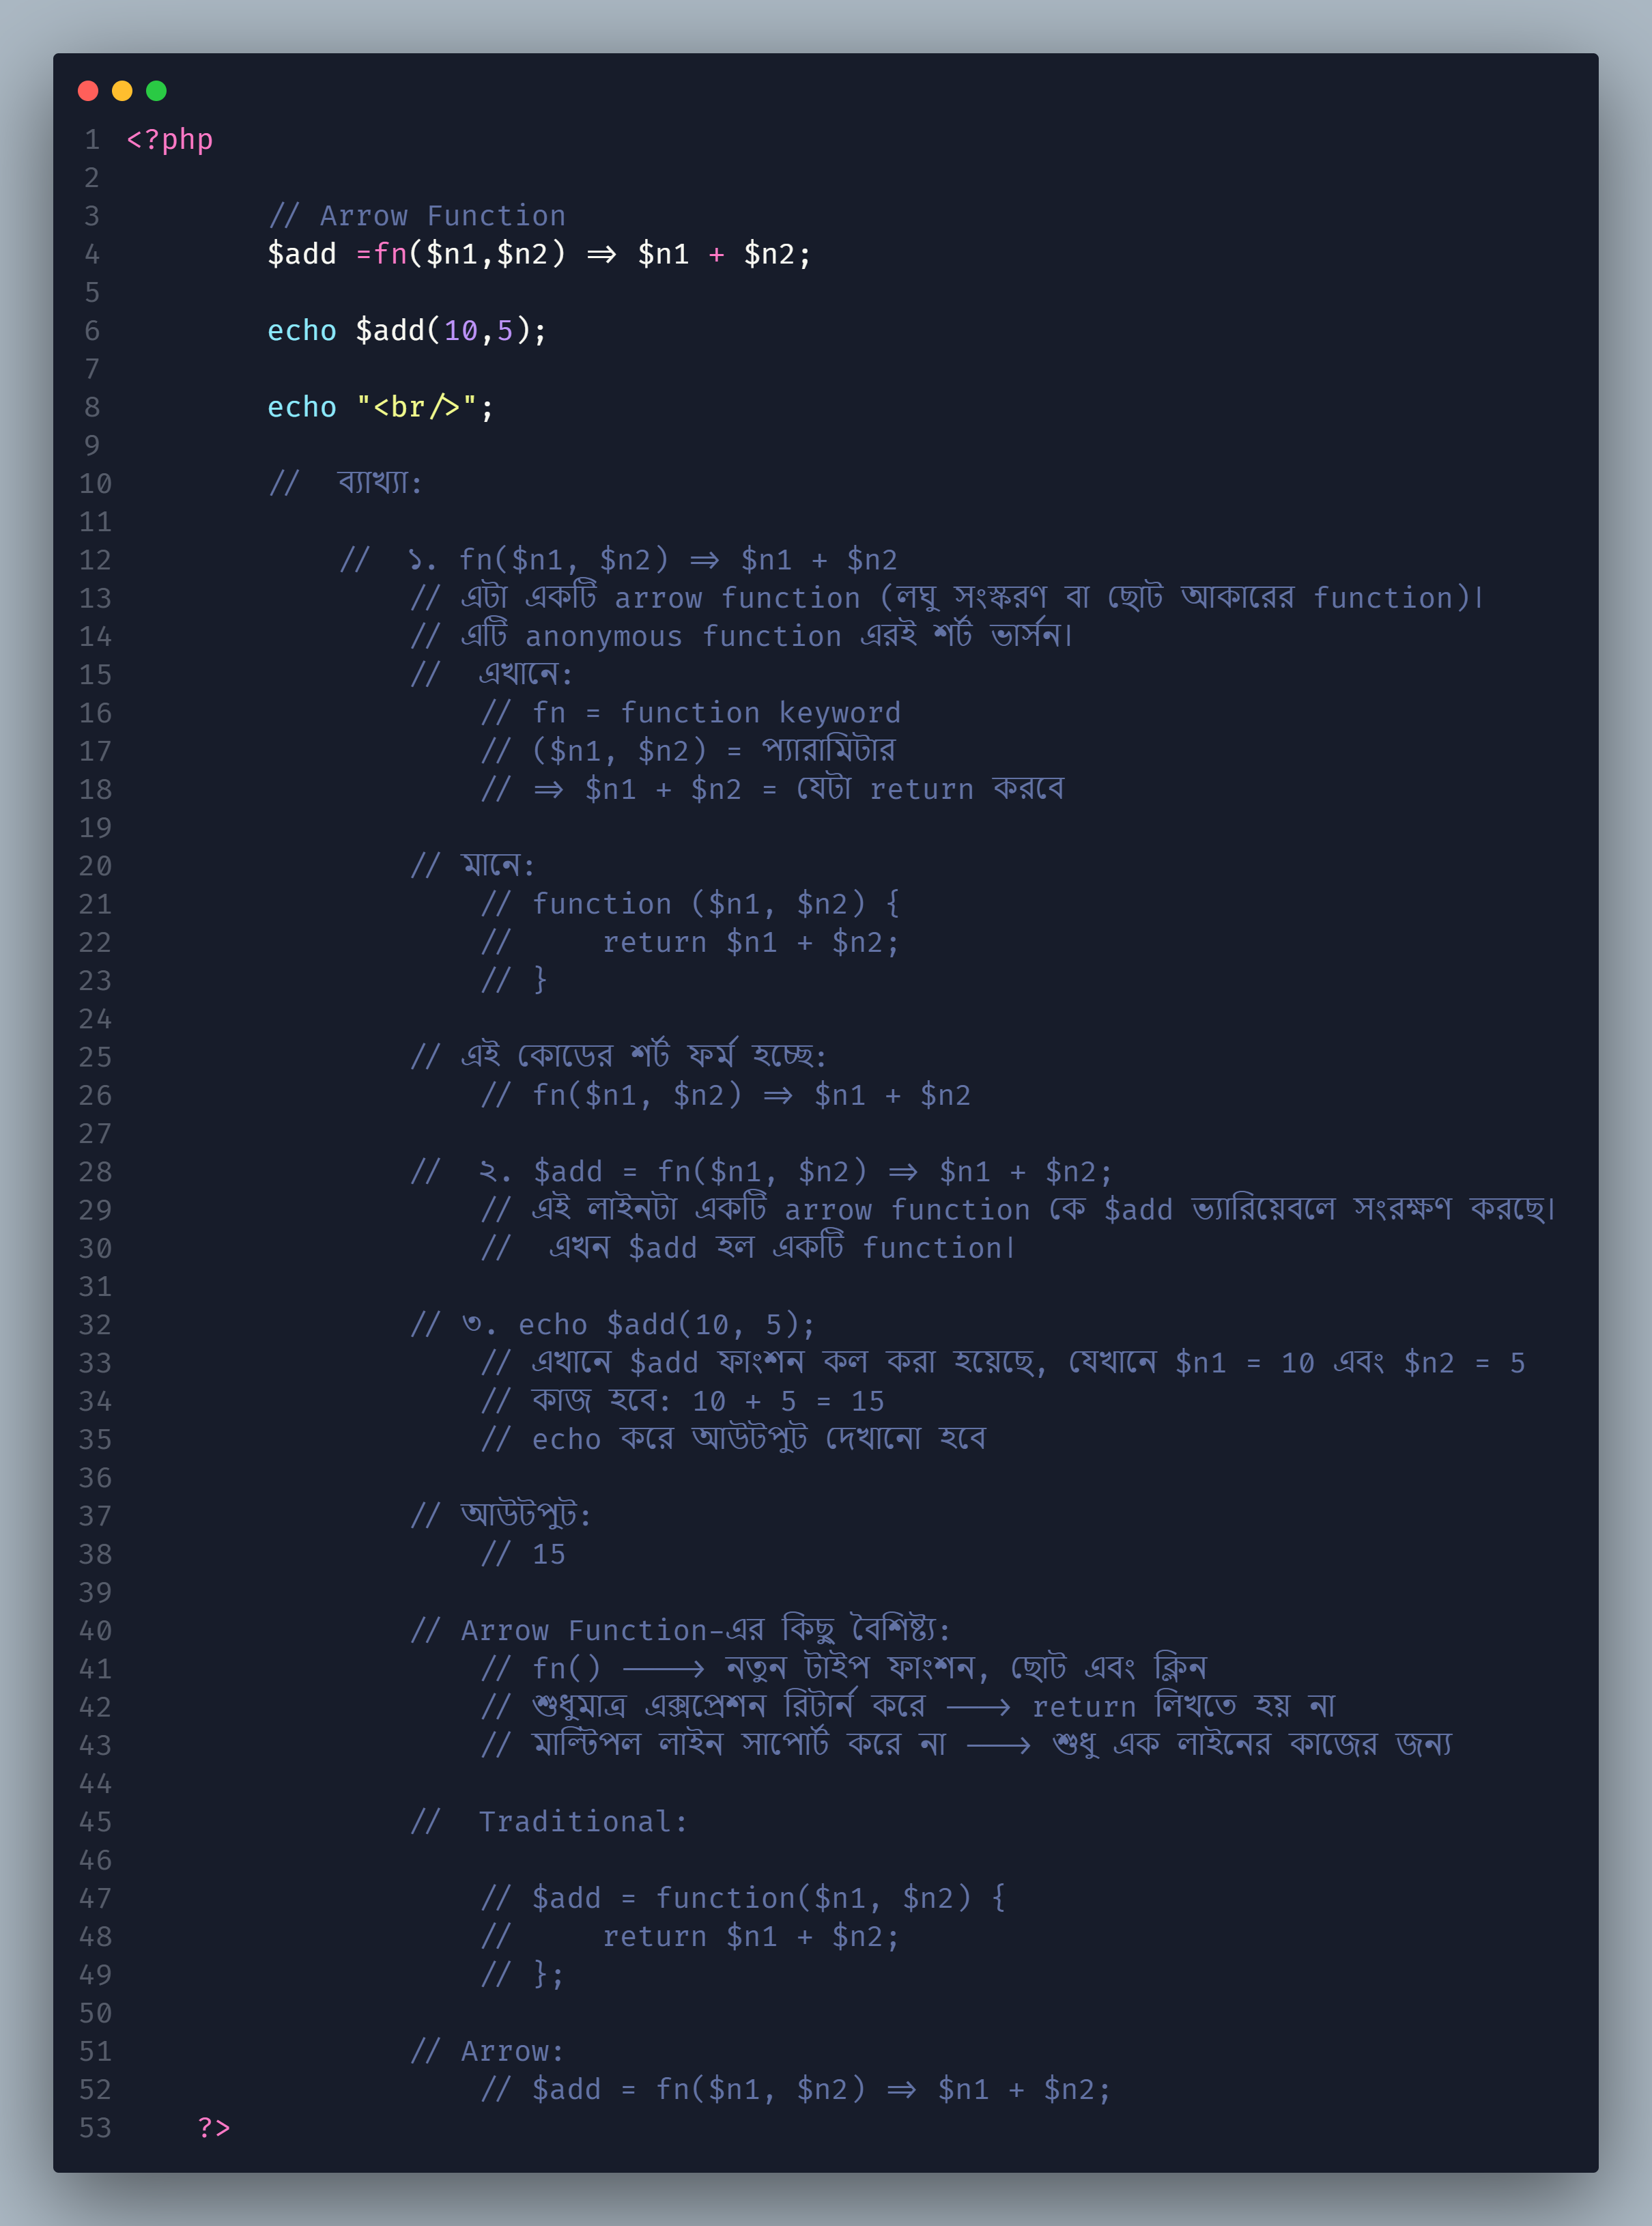 1 <?php
2
3 // Arrow Function
4 $add =fn($n1,$n2) => $n1 + $n2;
5
6 echo $add(10,5);
7
8 echo "<br/>";
9
10 // ব্যাখ্যা:
11
12 // ১. fn($n1, $n2) => $n1 + $n2
13 // এটা একটি arrow function (লঘু সংস্করণ বা ছোট আকারের function)।
14 // এটি anonymous function এরই শর্ট ভার্সন।
15 // এখানে:
16 // fn = function keyword
17 // ($n1, $n2) = প্যারামিটার
18 // => $n1 + $n2 = যেটা return করবে
19
20 // মানে:
21 // function ($n1, $n2) {
22 // return $n1 + $n2;
23 // }
24
25 // এই কোডের শর্ট ফর্ম হচ্ছে:
26 // fn($n1, $n2) => $n1 + $n2
27
28 // ২. $add = fn($n1, $n2) => $n1 + $n2;
29 // এই লাইনটা একটি arrow function কে $add ভ্যারিয়েবলে সংরক্ষণ করছে।
30 // এখন $add হল একটি function।
31
32 // ৩. echo $add(10, 5);
33 // এখানে $add ফাংশন কল করা হয়েছে, যেখানে $n1 = 10 এবং $n2 = 5
34 // কাজ হবে: 10 + 5 = 15
35 // echo করে আউটপুট দেখানো হবে
36
37 // আউটপুট:
38 // 15
39
40 // Arrow Function-এর কিছু বৈশিষ্ট্য:
41 // fn() ---> নতুন টাইপ ফাংশন, ছোট এবং ক্লিন
42 // শুধুমাত্র এক্সপ্রেশন রিটার্ন করে ---> return লিখতে হয় না
43 // মাল্টিপল লাইন সাপোর্ট করে না ---> শুধু এক লাইনের কাজের জন্য
44
45 // Traditional:
46
47 // $add = function($n1, $n2) {
48 // return $n1 + $n2;
49 // };
50
51 // Arrow:
52 // $add = fn($n1, $n2) => $n1 + $n2;
53 ?>